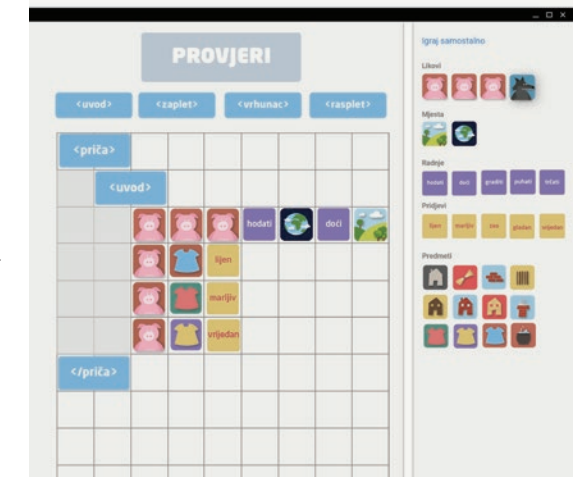 PROVJERI
<uvod> <zaplet> <vrhunac> <rasplet>
<priča>
<uvod>
hodati doći
lijen
marljiv
vrijedan
</priča>
Igraj samostalno
Likovi
Mjesta
Radnje
hodati doći graditi puhati trčati
Pridjevi
lijen marljiv zao gladan vrijedan
Predmeti